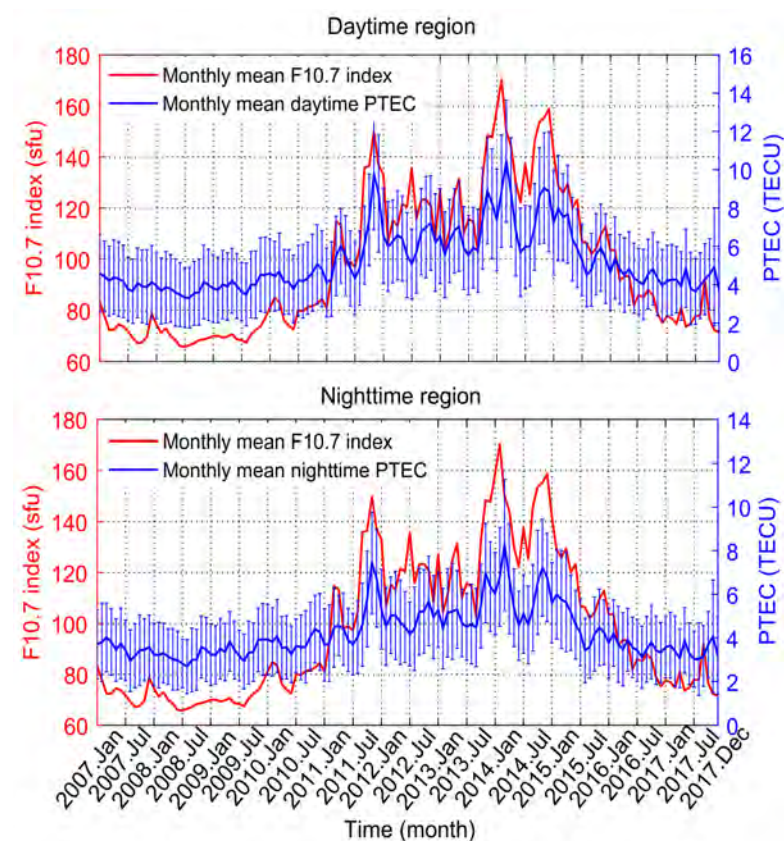 Daytime region
180
160
140
120
100
80
60
F10.7 index (sfu)
Monthly mean F10.7 index
Monthly mean daytime PTEC
16
14
12
10
8
6
4
2
0
PTEC (TECU)
Nighttime region
180
160
140
120
100
80
60
F10.7 index (sfu)
Monthly mean F10.7 index
Monthly mean nighttime PTEC
14
12
10
8
6
4
2
0
PTEC (TECU)
2007.Jan
2007.Jul
2008.Jan
2008.Jul
2009.Jan
2009.Jul
2010.Jan
2010.Jul
2011.Jan
2011.Jul
2012.Jan
2012.Jul
2013.Jan
2013.Jul
2014.Jan
2014.Jul
2015.Jan
2015.Jul
2016.Jan
2016.Jul
2017.Jan
2017.Jul
2017.Dec
Time (month)